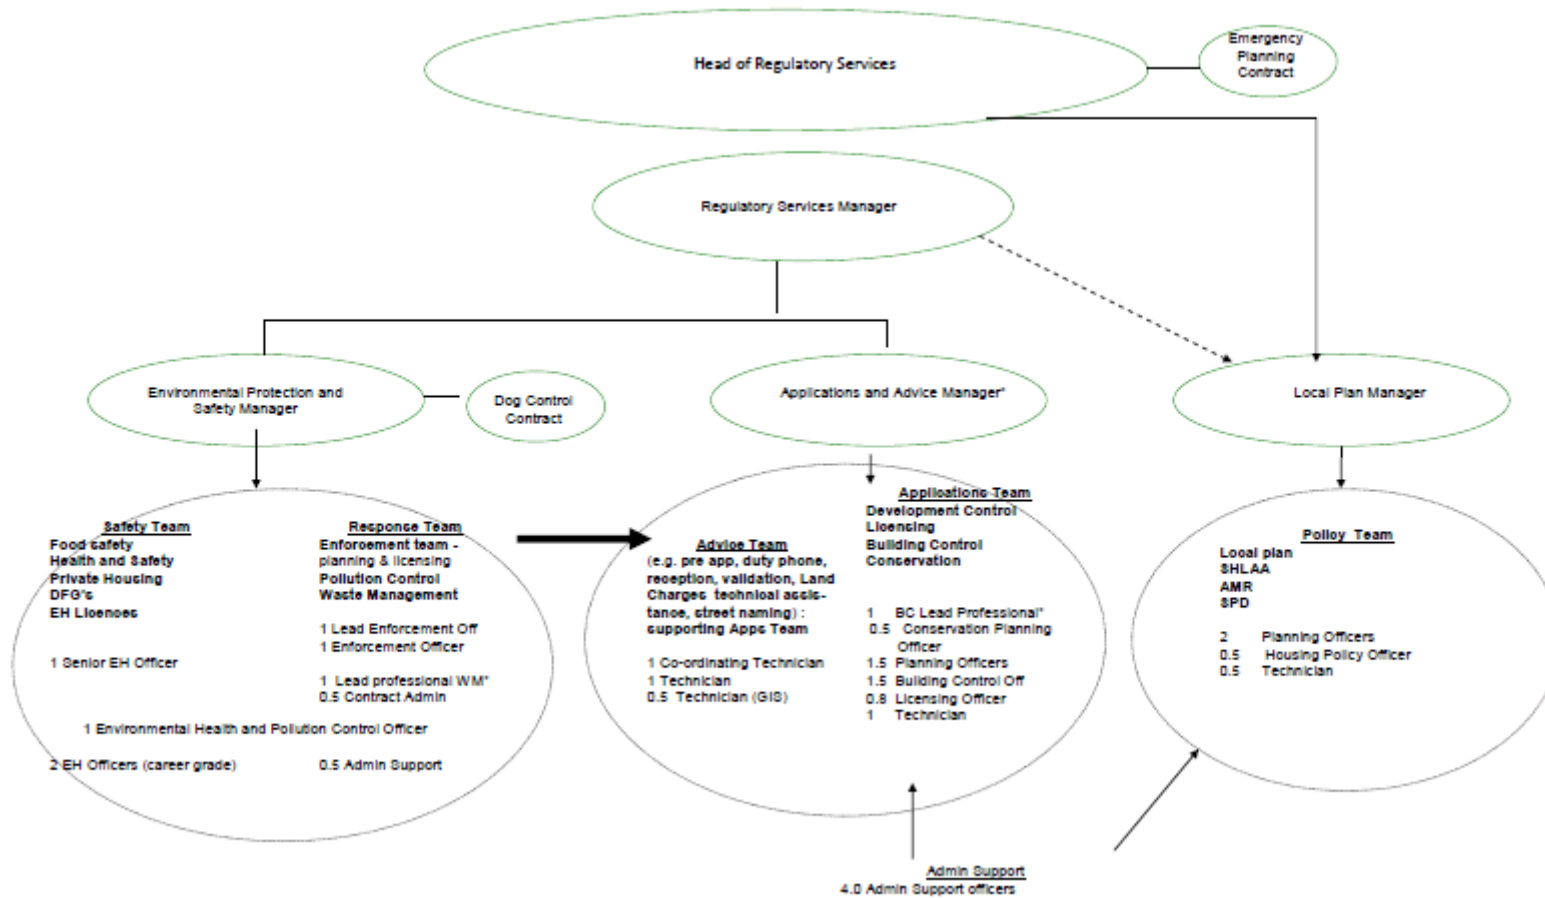 Head of Regulatory Services
Emergency
Planning
Contract
Regulatory Services Manager
Environmental Protection and
Safety Manager
Dog Control
Contract
Applications and Advice Manager*
Local Plan Manager
Safety Team
Food safety
Health and Safety
Private Housing
DFG's
EH Licences
1 Senior EH Officer
Response Team
Enforcement team -
planning & licensing
Pollution Control
Waste Management
1 Lead Enforcement Off
1 Enforcement Officer
1 Lead professional WM*
0.5 Contract Admin
1 Environmental Health and Pollution Control Officer
2 EH Officers (career grade)
0.5 Admin Support
Advice Team
(e.g. pre app, duty phone,
reception, validation, Land
Charges technical assis-
tance, street naming) :
supporting Apps Team
1 Co-ordinating Technician
1 Technician
0.5 Technician (GIS)
Applications Team
Development Control
Licensing
Building Control
Conservation
1 BC Lead Professional*
0.5 Conservation Planning
Officer
1.5 Planning Officers
1.5 Building Control Off
0.8 Licensing Officer
1 Technician
Policy Team
Local plan
SHLAA
AMR
SPD
2 Planning Officers
0.5 Housing Policy Officer
0.5 Technician
Admin Support
4.0 Admin Support officers